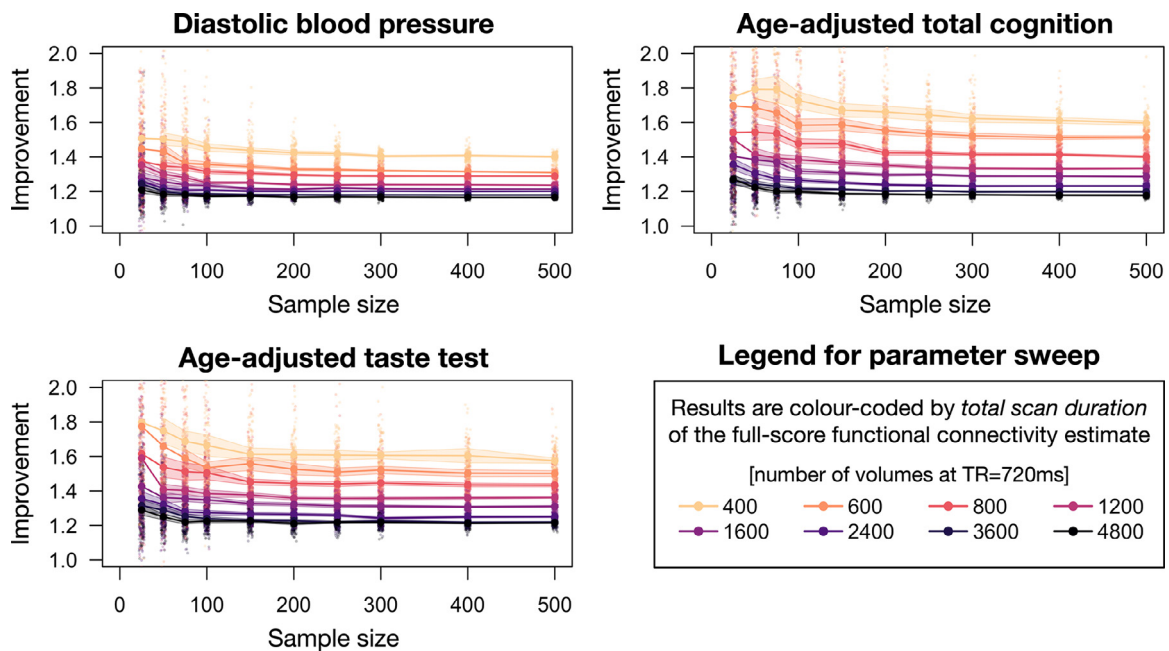 Diastolic blood pressure
Improvement
2.0
1.8
1.6
1.4
1.2
1.0
0 100 200 300 400 500
Sample size
Age-adjusted total cognition
Improvement
2.0
1.8
1.6
1.4
1.2
1.0
0 100 200 300 400 500
Sample size
Age-adjusted taste test
Improvement
2.0
1.8
1.6
1.4
1.2
1.0
0 100 200 300 400 500
Sample size
Legend for parameter sweep
Results are colour-coded by total scan duration
of the full-score functional connectivity estimate
[number of volumes at TR=720ms]
400 600 800 1200
1600 2400 3600 4800